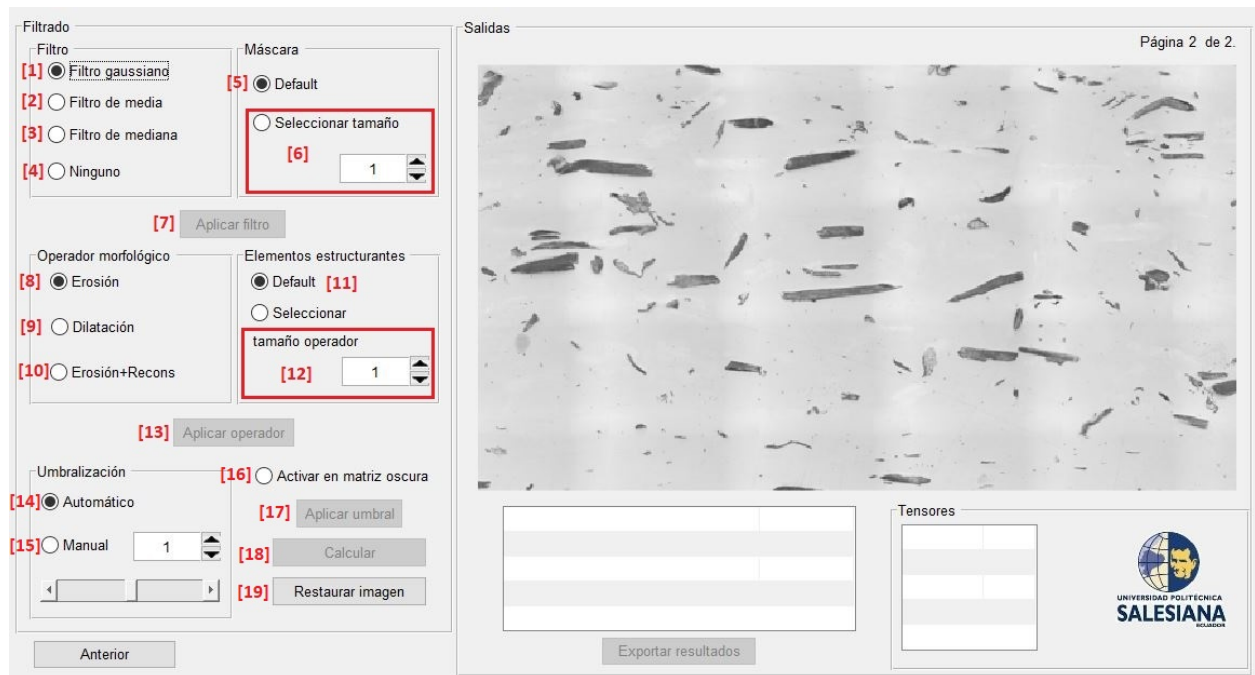 Filtrado
Filtro
[1] Filtro gaussiano
[2] Filtro de media
[3] Filtro de mediana
[4] Ninguno
Máscara
[5] Default
Seleccionar tamaño
[6] 1
[7] Aplicar filtro
Operador morfológico
[8] Erosión
[9] Dilatación
[10] Erosión+Recons
Elementos estructurantes
Default [11]
Seleccionar
tamaño operador
[12] 1
[13] Aplicar operador
Umbralización
[14] Automático
[15] Manual 1
[16] Activar en matriz oscura
[17] Aplicar umbral
[18] Calcular
[19] Restaurar imagen
Anterior
Salidas
Página 2 de 2.
Exportar resultados
Tensores
UNIVERSIDAD POLITÉCNICA
SALESIANA
ECUADOR